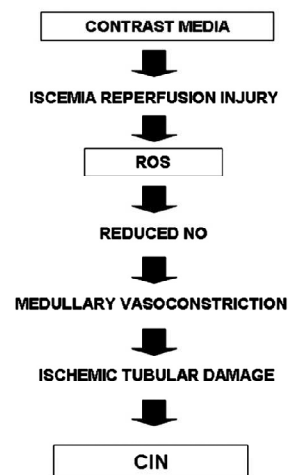 CONTRAST MEDIA
ISCEMIA REPERFUSION INJURY
ROS
REDUCED NO
MEDULLARY VASOCONSTRICTION
ISCHEMIC TUBULAR DAMAGE
CIN